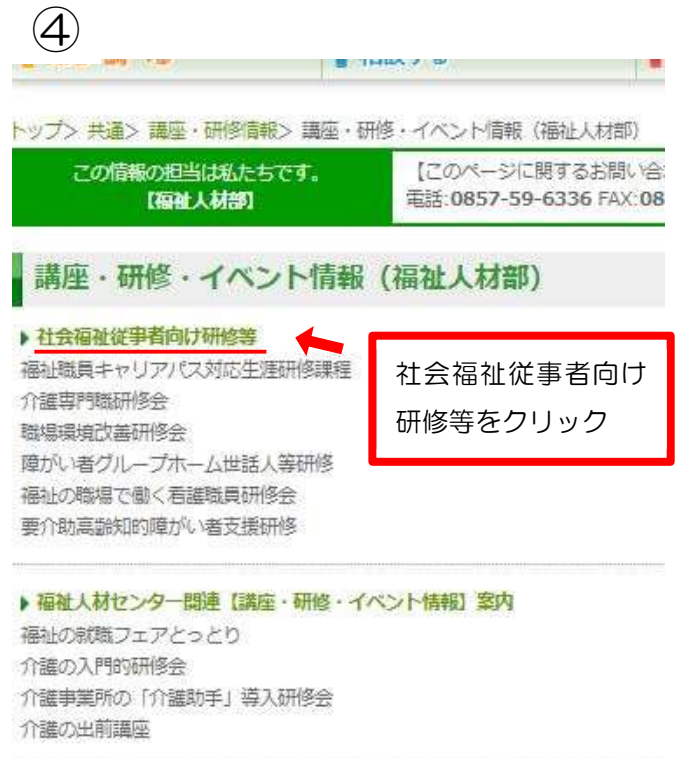 ④
トップ> 共通> 講座・研修情報> 講座・研修・イベント情報（福祉人材部）
この情報の担当は私たちです。
【福祉人材部】
【このページに関するお問い合
電話:0857-59-6336 FAX:08
講座・研修・イベント情報（福祉人材部）
社会福祉従事者向け研修等
福祉職員キャリアパス対応生涯研修課程
介護専門職研修会
職場環境改善研修会
障がい者グループホーム世話人等研修
福祉の職場で働く看護職員研修会
要介助高齢知的障がい者支援研修
社会福祉従事者向け
研修等をクリック
福祉人材センター関連【講座・研修・イベント情報】案内
福祉の就職フェアとっとり
介護の入門的研修会
介護事業所の「介護助手」導入研修会
介護の出前講座